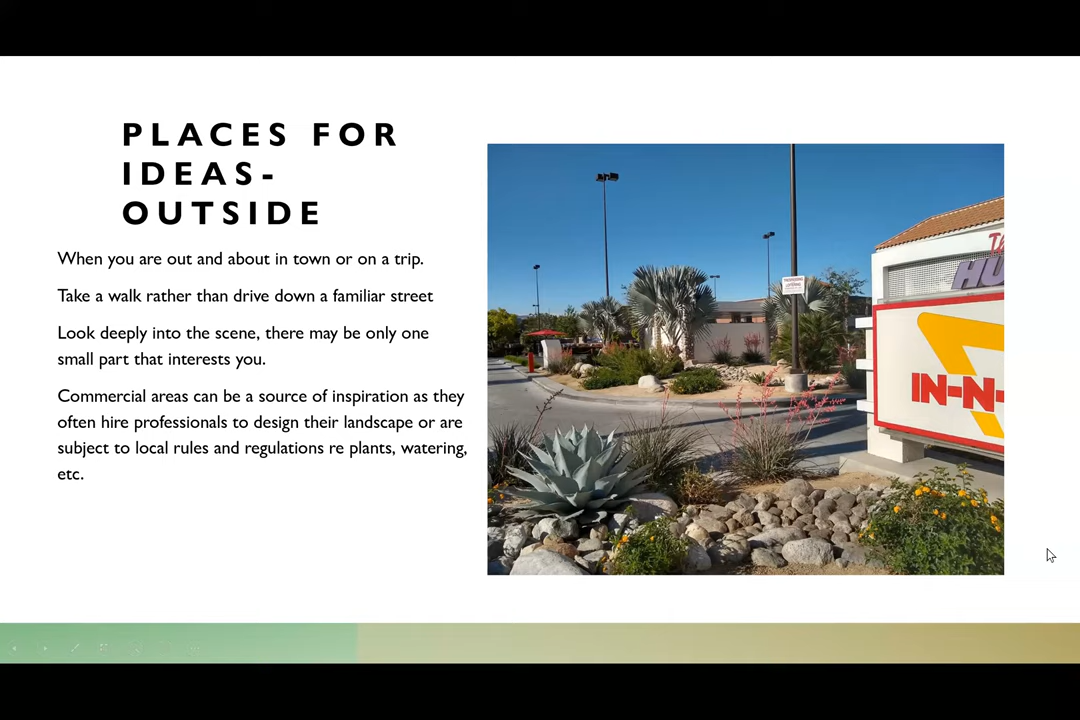 PLACES FOR
IDEAS-
OUTSIDE
When you are out and about in town or on a trip.
Take a walk rather than drive down a familiar street
Look deeply into the scene, there may be only one
small part that interests you.
Commercial areas can be a source of inspiration as they
often hire professionals to design their landscape or are
subject to local rules and regulations re plants, watering,
etc.
IN-N-